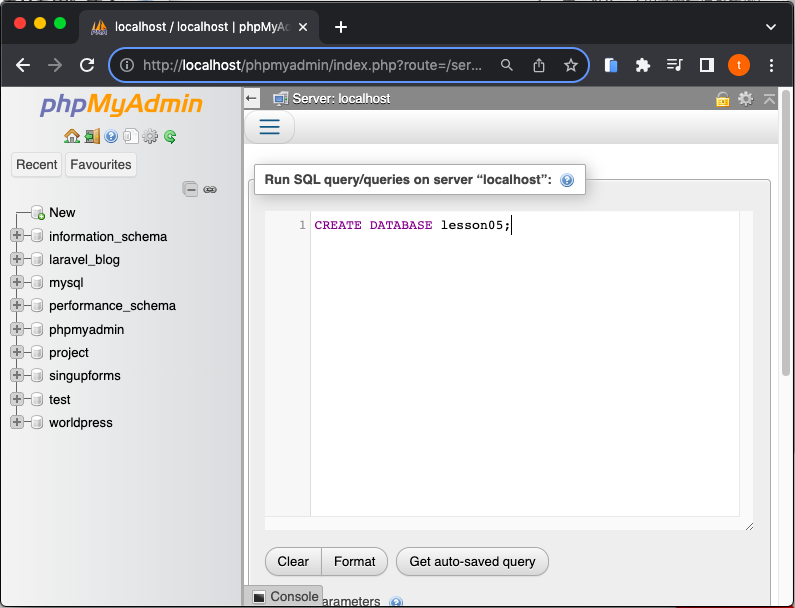 localhost / localhost | phpMyAd
http://localhost/phpmyadmin/index.php?route=/ser...
t
phpMyAdmin
Server: localhost
Recent
Favourites
Run SQL query/queries on server “localhost”:
New
information_schema
laravel_blog
mysql
performance_schema
phpmyadmin
project
singupforms
test
worldpress
1 CREATE DATABASE lesson05;
Clear
Format
Get auto-saved query
Console
arameters